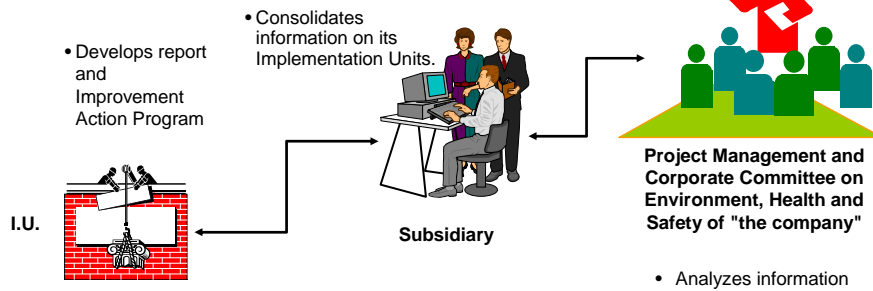 • Develops report
and
Improvement
Action Program
• Consolidates
information on its
Implementation Units.
I.U.
Subsidiary
Project Management and
Corporate Committee on
Environment, Health and
Safety of "the company"
• Analyzes information